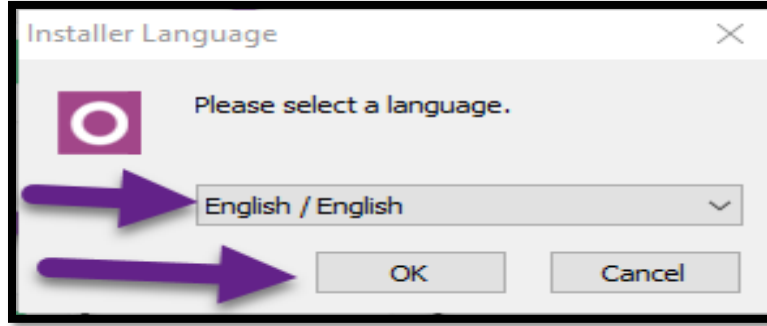 Installer Language
Please select a language.
English / English
OK
Cancel